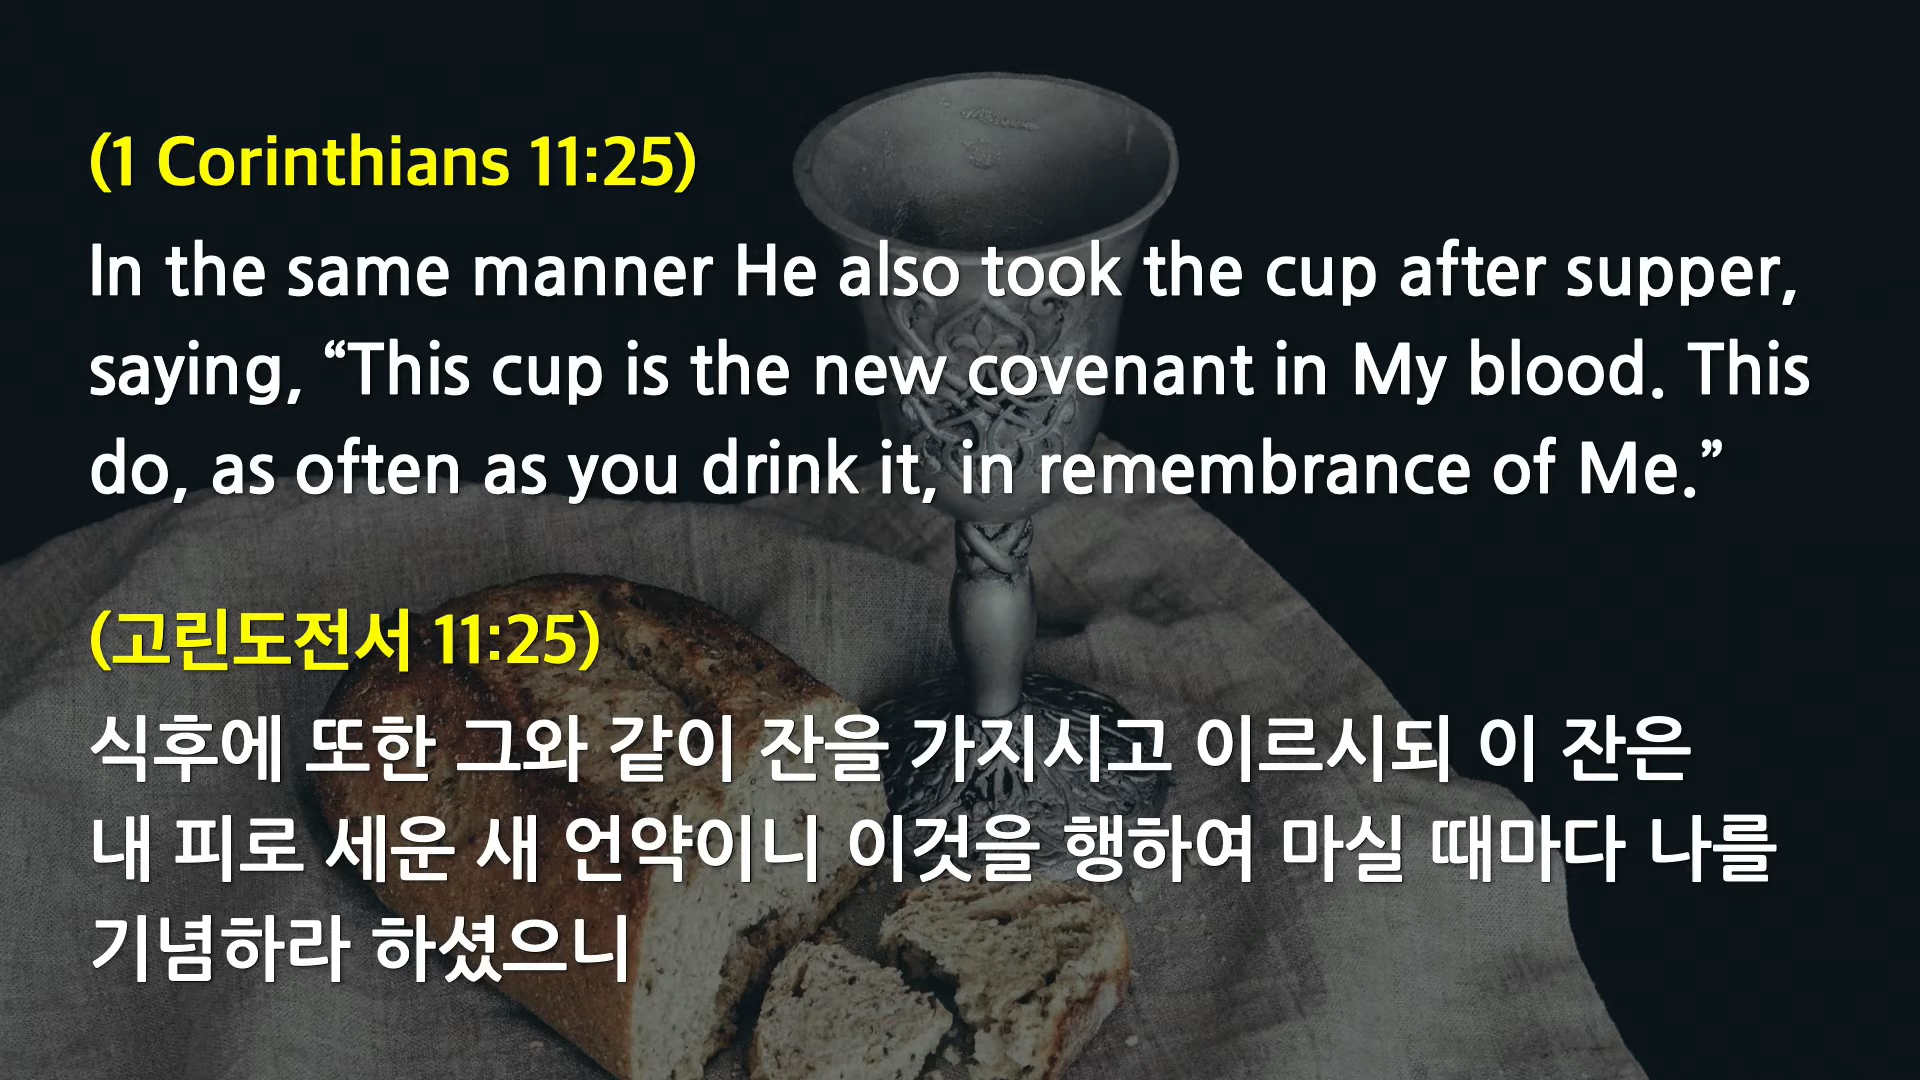 (1 Corinthians 11:25)
In the same manner He also took the cup after supper,
saying, “This cup is the new covenant in My blood. This
do, as often as you drink it, in remembrance of Me.”
(고린도전서 11:25)
식후에 또한 그와 같이 잔을 가지시고 이르시되 이 잔은
내 피로 세운 새 언약이니 이것을 행하여 마실 때마다 나를
기념하라 하셨으니